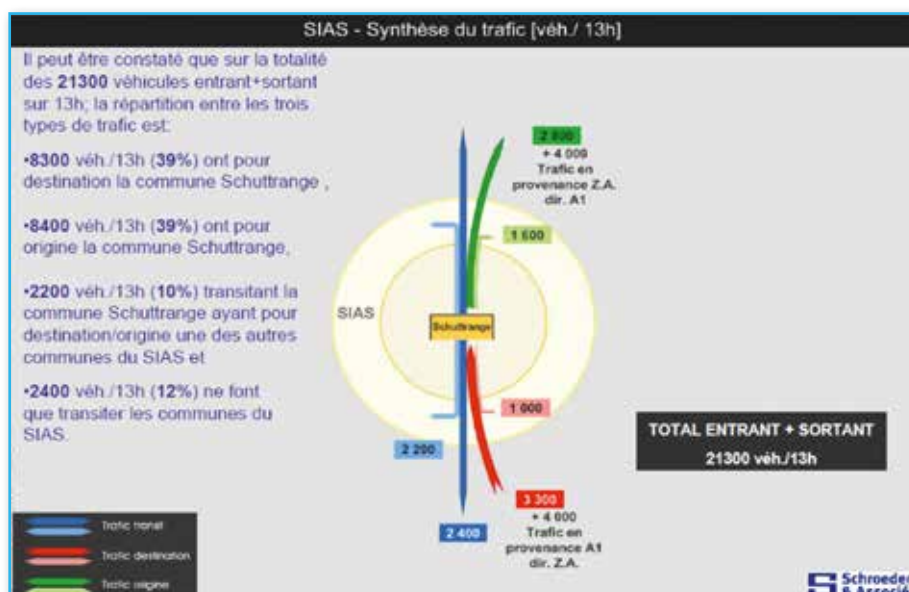 SIAS - Synthèse du trafic [véh./ 13h]
Il peut être constaté que sur la totalité
des 21300 véhicules entrant+sortant
sur 13h; la répartition entre les trois
types de trafic est:
•8300 véh./13h (39%) ont pour
destination la commune Schuttrange ,
•8400 véh./13h (39%) ont pour
origine la commune Schuttrange,
•2200 véh./13h (10%) transitant la
commune Schuttrange ayant pour
destination/origine une des autres
communes du SIAS et
•2400 véh./13h (12%) ne font
que transiter les communes du
SIAS.
2 800
+ 4 000
Trafic en
provenance Z.A.
dir. A1
1 600
SIAS
Schuttrange
1 000
2 200
3 300
+ 4 600
Trafic en
provenance A1
dir. Z.A.
2 400
TOTAL ENTRANT + SORTANT
21300 véh./13h
Trafic transit
Trafic destination
Trafic origine
Schroeder
& Associé